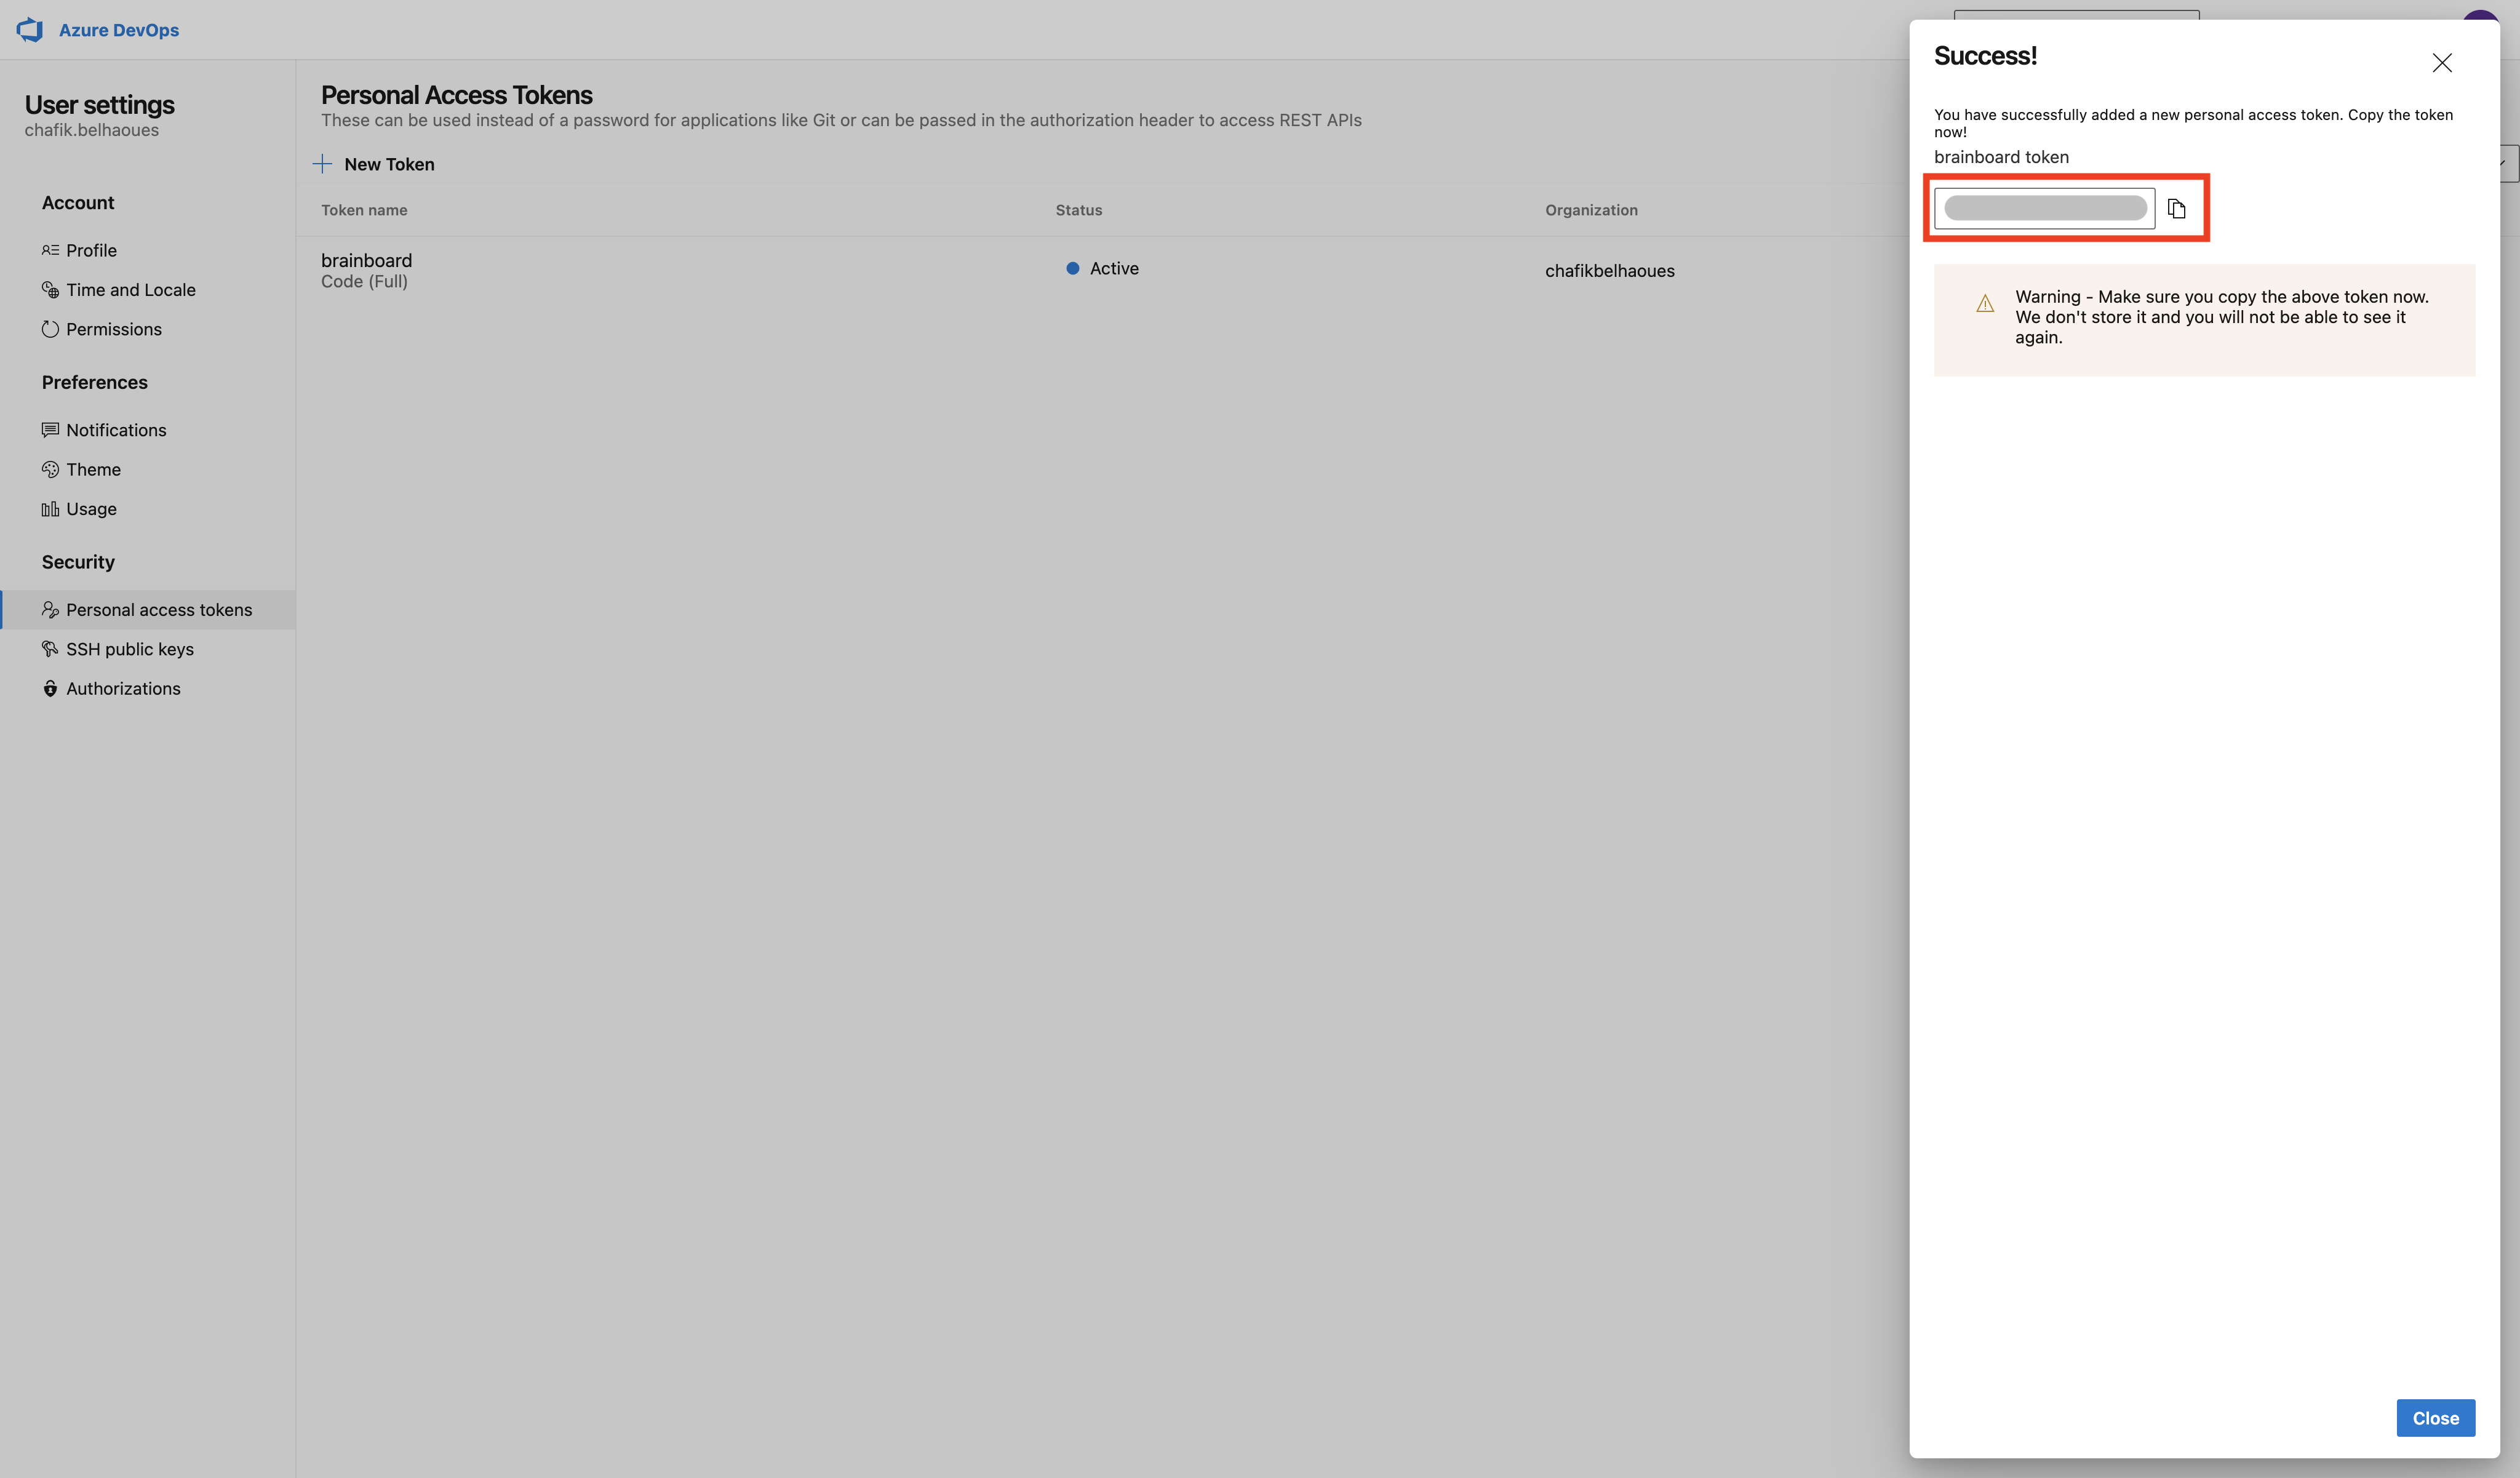 Azure DevOps
User settings
chafik.belhaoues
Account
Profile
Time and Locale
Permissions
Preferences
Notifications
Theme
Usage
Security
Personal access tokens
SSH public keys
Authorizations
Personal Access Tokens
These can be used instead of a password for applications like Git or can be passed in the authorization header to access REST APIs
New Token
Token name Status Organization
brainboard Active chafikbelhaoues
Code (Full)
Success!
You have successfully added a new personal access token. Copy the token
now!
brainboard token
Warning - Make sure you copy the above token now.
We don't store it and you will not be able to see it
again.
Close